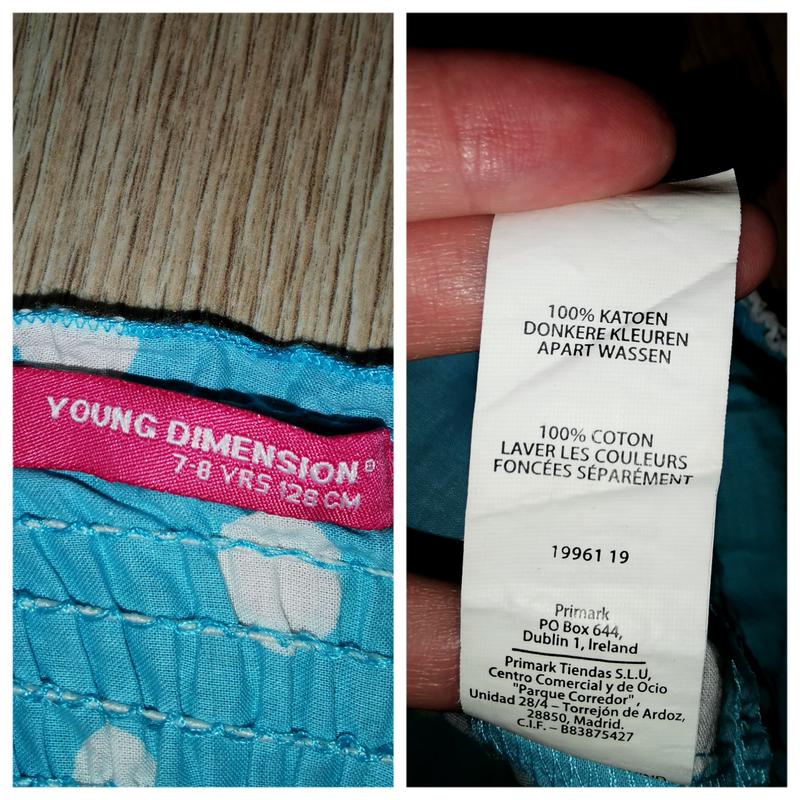 YOUNG DIMENSION®
7-8 YRS 128 CM
100% KATOEN
DONKERE KLEUREN
APART WASSEN
100% COTON
LAVER LES COULEURS
FONCÉES SÉPARÉMENT
19961 19
Primark
PO Box 644,
Dublin 1, Ireland
Primark Tiendas S.L.U,
Centro Comercial y de Ocio
"Parque Corredor",
Unidad 28/4 – Torrejón de Ardoz,
28850, Madrid.
C.I.F. – B83875427